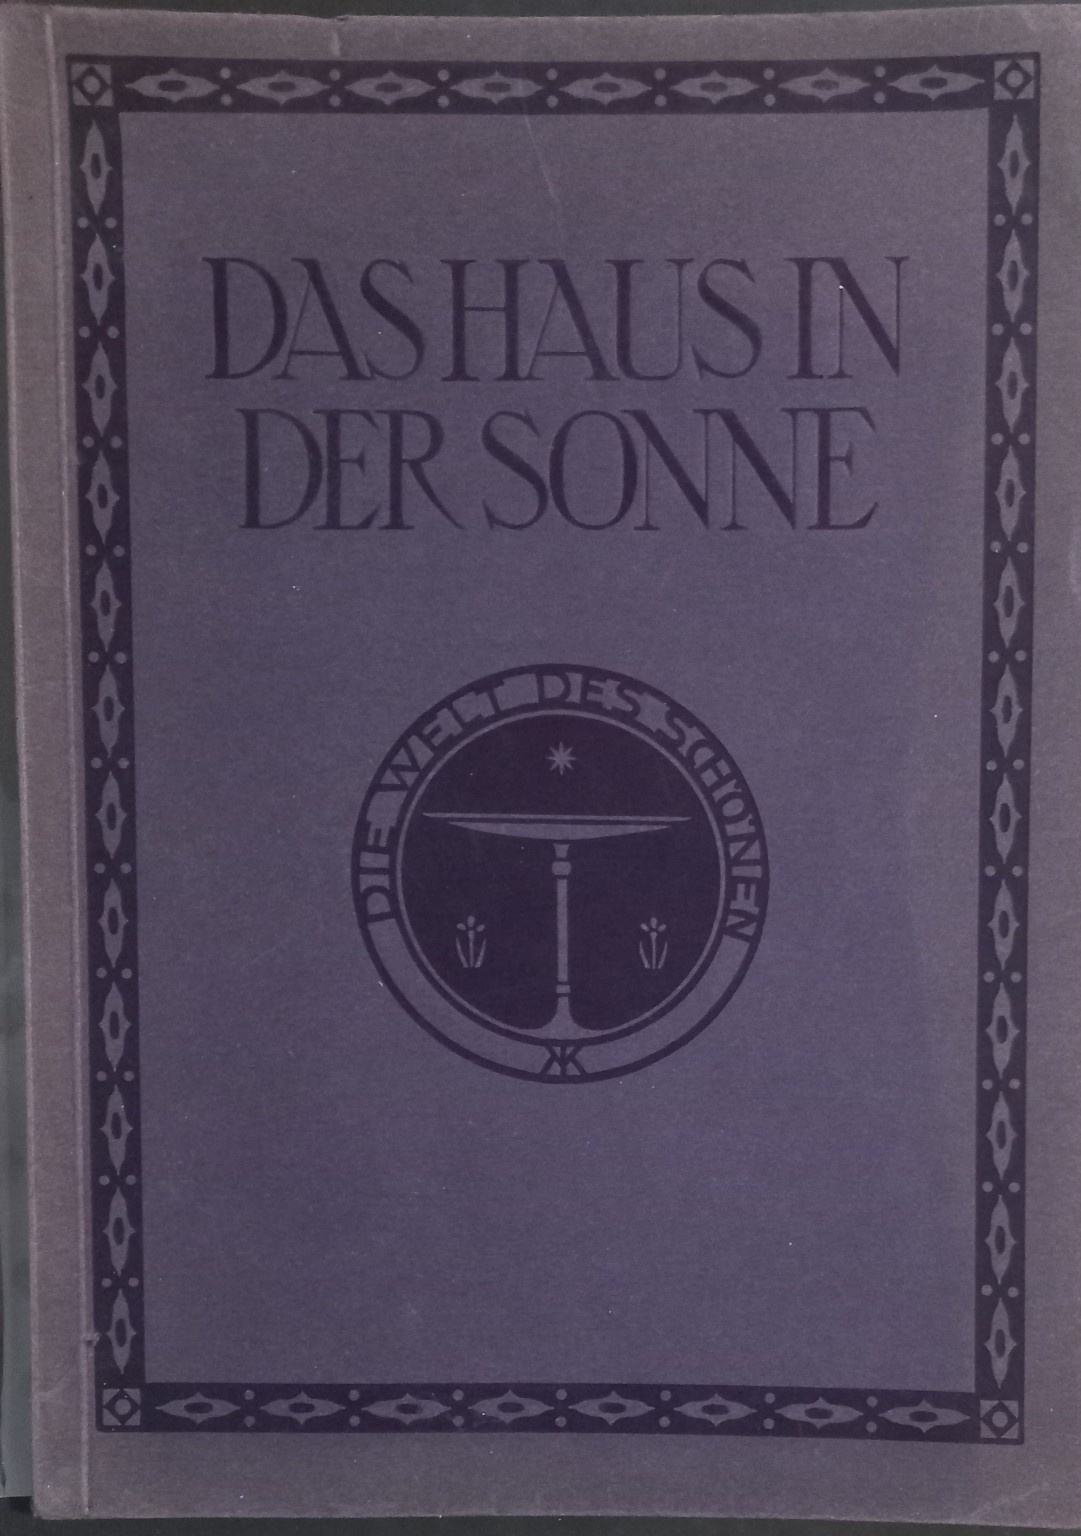 DAS HAUS IN
DER SONNE
DIE WELT DES SCHÖNEN